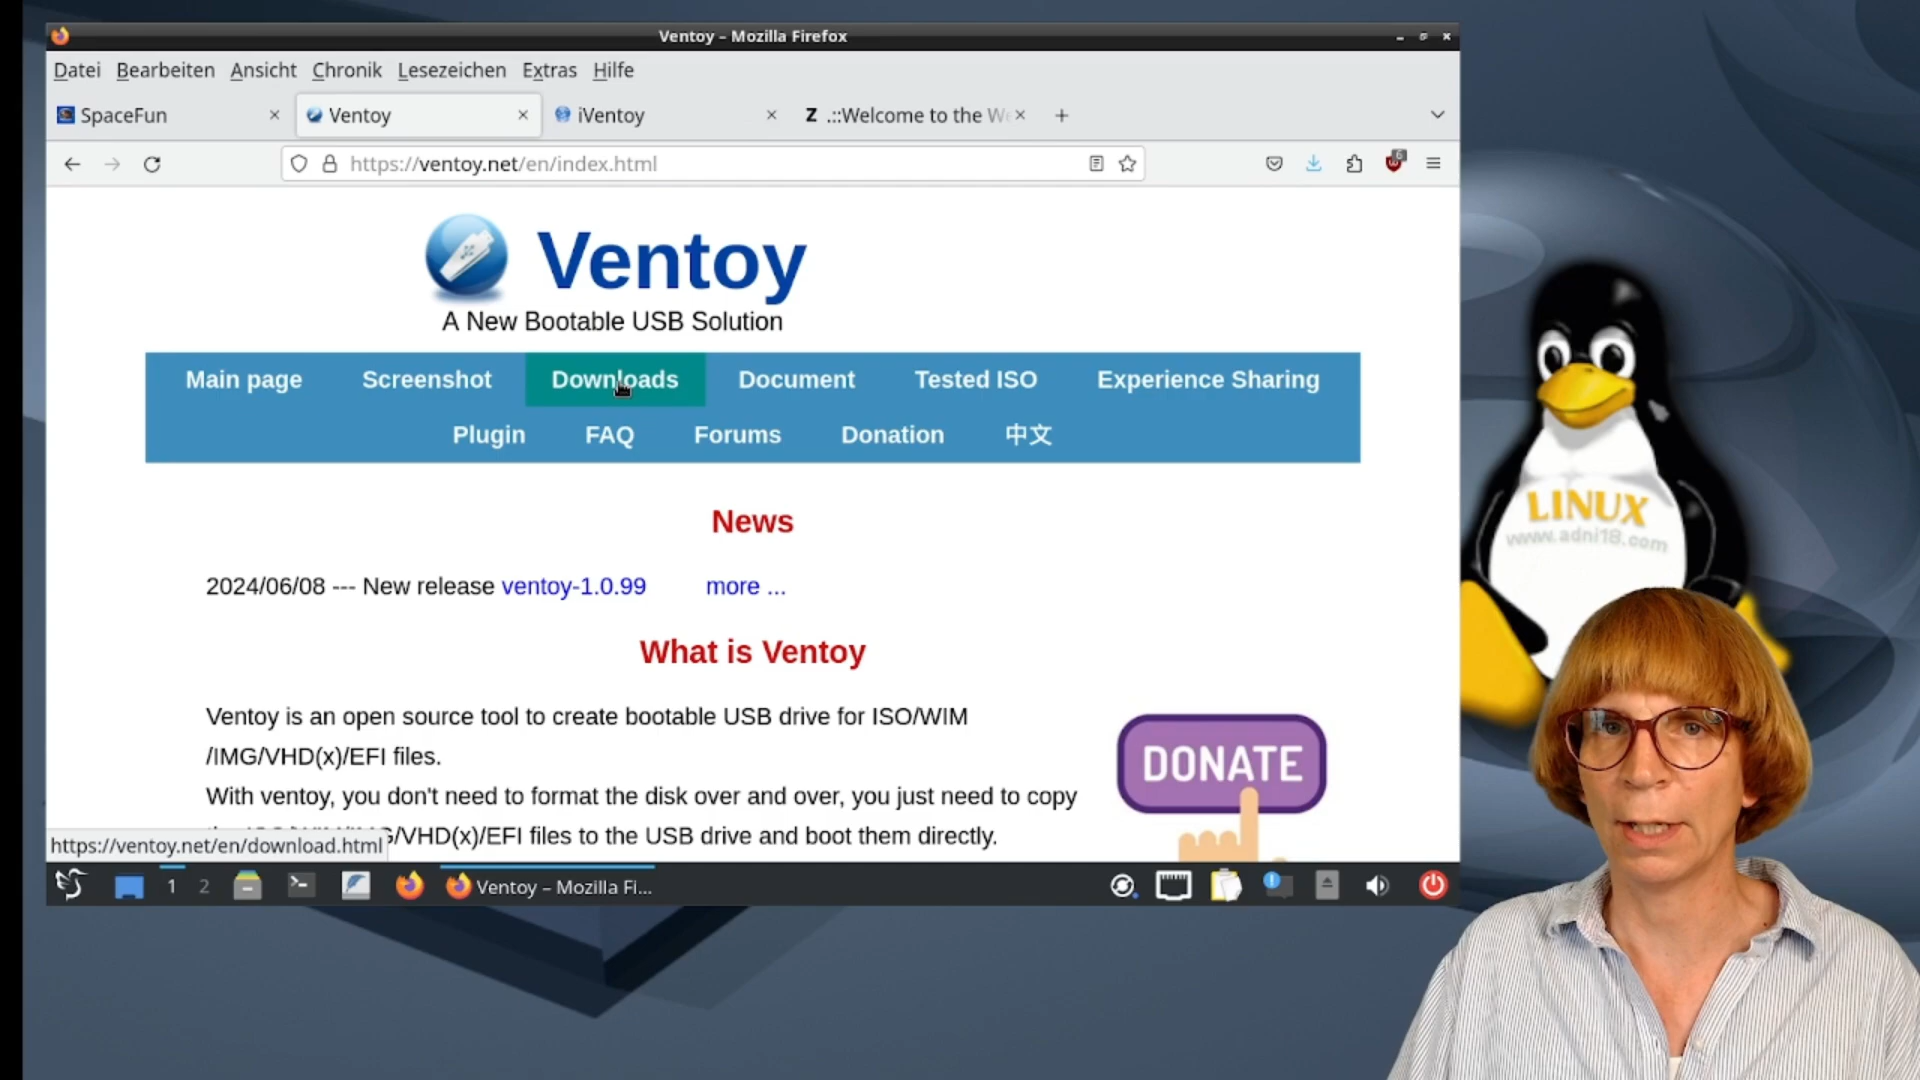 Ventoy – Mozilla Firefox
Datei Bearbeiten Ansicht Chronik Lesezeichen Extras Hilfe
SpaceFun Ventoy iVentoy Z .::Welcome to the We
https://ventoy.net/en/index.html
6
Ventoy
A New Bootable USB Solution
Main page Screenshot Downloads Document Tested ISO Experience Sharing
Plugin FAQ Forums Donation 中文
News
2024/06/08 --- New release ventoy-1.0.99 more ...
What is Ventoy
Ventoy is an open source tool to create bootable USB drive for ISO/WIM
/IMG/VHD(x)/EFI files.
With ventoy, you don't need to format the disk over and over, you just need to copy
/VHD(x)/EFI files to the USB drive and boot them directly.
DONATE
https://ventoy.net/en/download.html
1 2 Ventoy – Mozilla Fi...
LINUX
www.adni18.com